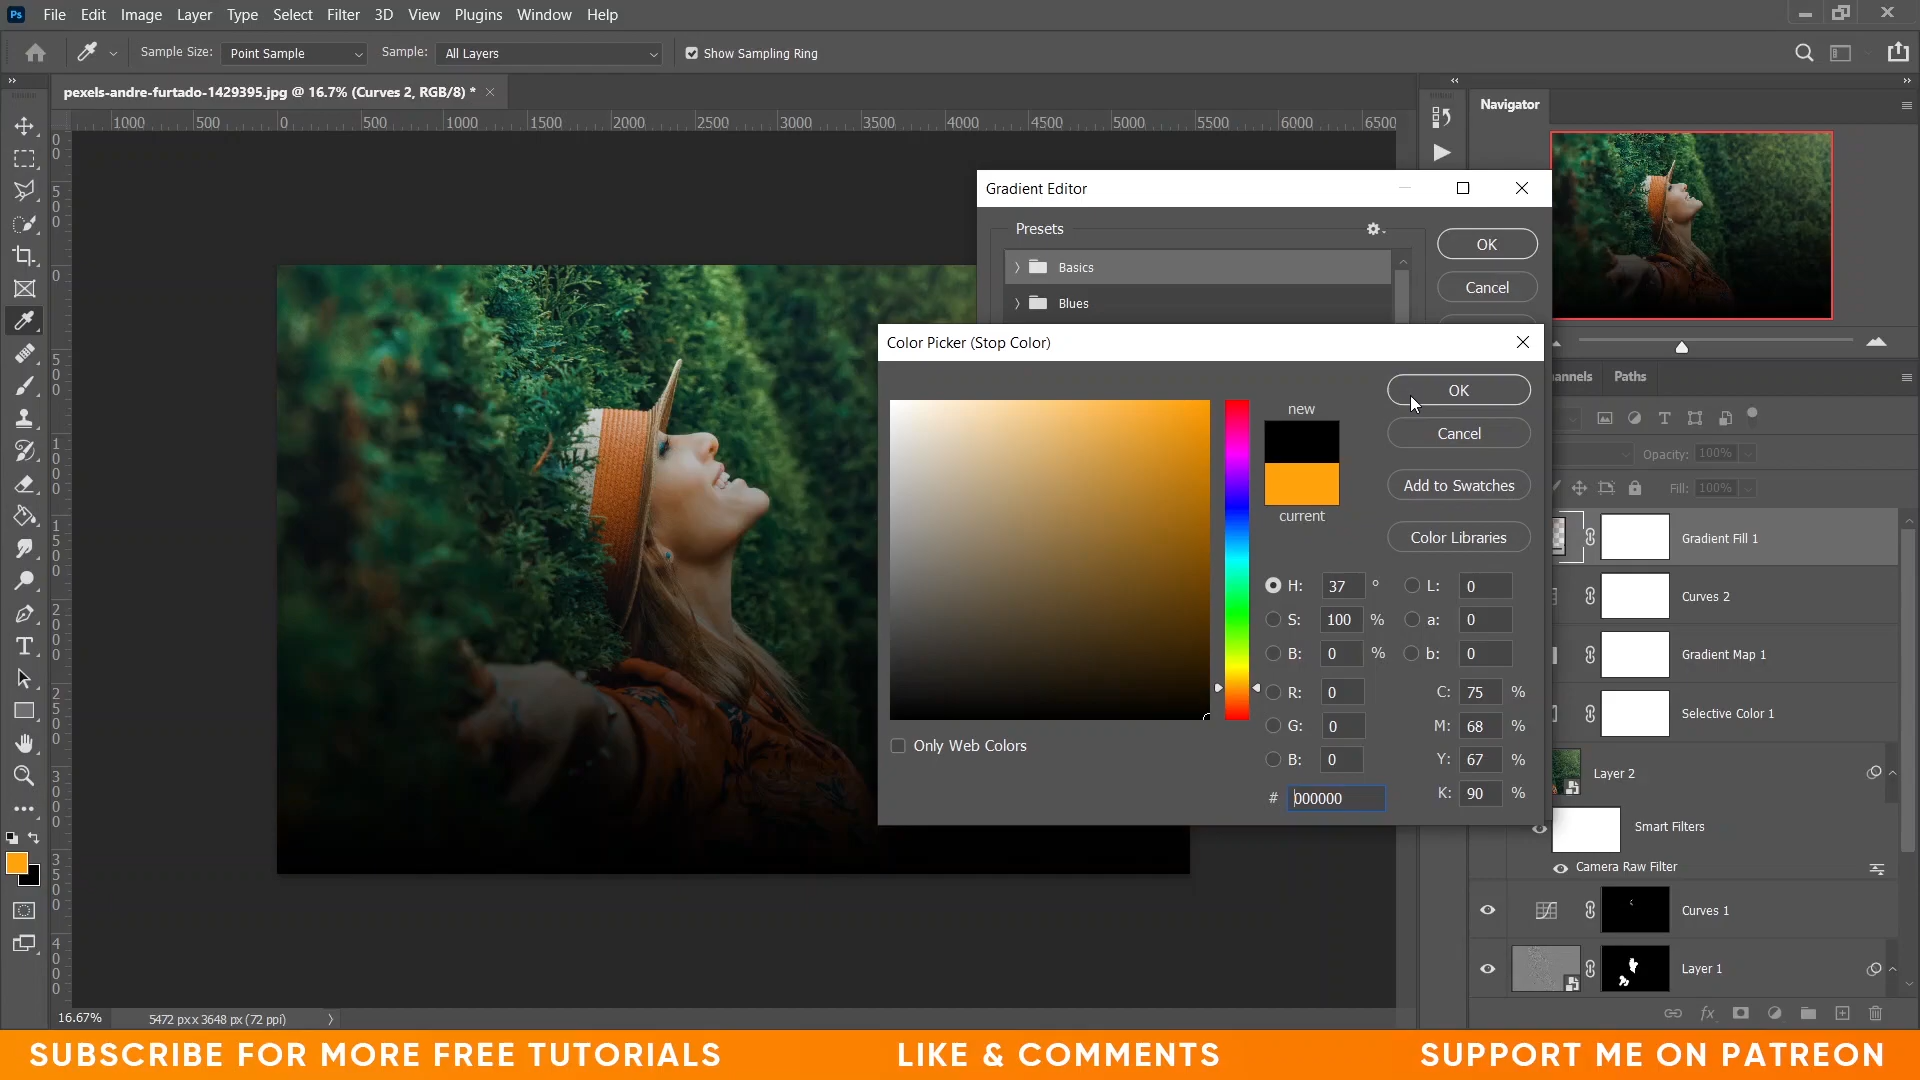 Ps File Edit Image Layer Type Select Filter 3D View Plugins Window Help
Sample Size: Point Sample Sample: All Layers Show Sampling Ring
pexels-andre-furtado-1429395.jpg @ 16.7% (Curves 2, RGB/8) *
1000 500 0 500 1000 1500 2000 2500 3000 3500 4000 4500 5000 5500 6000 6500
Navigator
Gradient Editor
Presets
Basics
Blues
OK
Cancel
Color Picker (Stop Color)
new
current
OK
Cancel
Add to Swatches
Color Libraries
H: 37 °
S: 100 %
B: 0 %
R: 0
G: 0
B: 0
# 000000
L: 0
a: 0
b: 0
C: 75 %
M: 68 %
Y: 67 %
K: 90 %
Only Web Colors
annels Paths
Opacity: 100%
Fill: 100%
Gradient Fill 1
Curves 2
Gradient Map 1
Selective Color 1
Layer 2
Smart Filters
Camera Raw Filter
Curves 1
Layer 1
fx
16.67% 5472 px x 3648 px (72 ppi)
SUBSCRIBE FOR MORE FREE TUTORIALS LIKE & COMMENTS SUPPORT ME ON PATREON